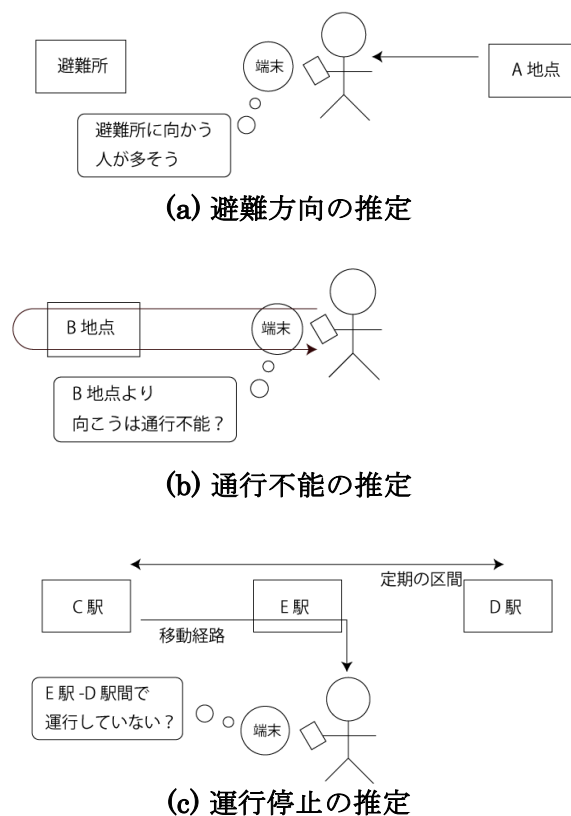 避難所
端末
A 地点
避難所に向かう
人が多そう
(a) 避難方向の推定
B 地点
端末
B 地点より
向こうは通行不能？
(b) 通行不能の推定
定期の区間
C 駅
E 駅
D 駅
移動経路
E 駅 -D 駅間で
運行していない？
端末
(c) 運行停止の推定